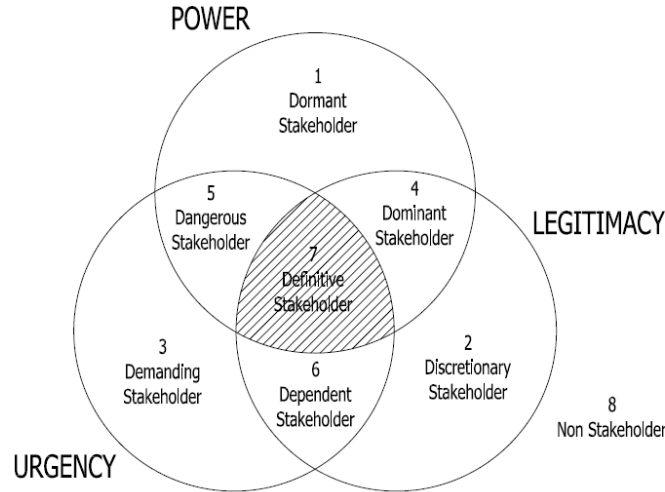 POWER
1
Dormant
Stakeholder
5
Dangerous
Stakeholder
4
Dominant
Stakeholder
LEGITIMACY
7
Definitive
Stakeholder
3
Demanding
Stakeholder
2
Discretionary
Stakeholder
6
Dependent
Stakeholder
8
Non Stakeholder
URGENCY